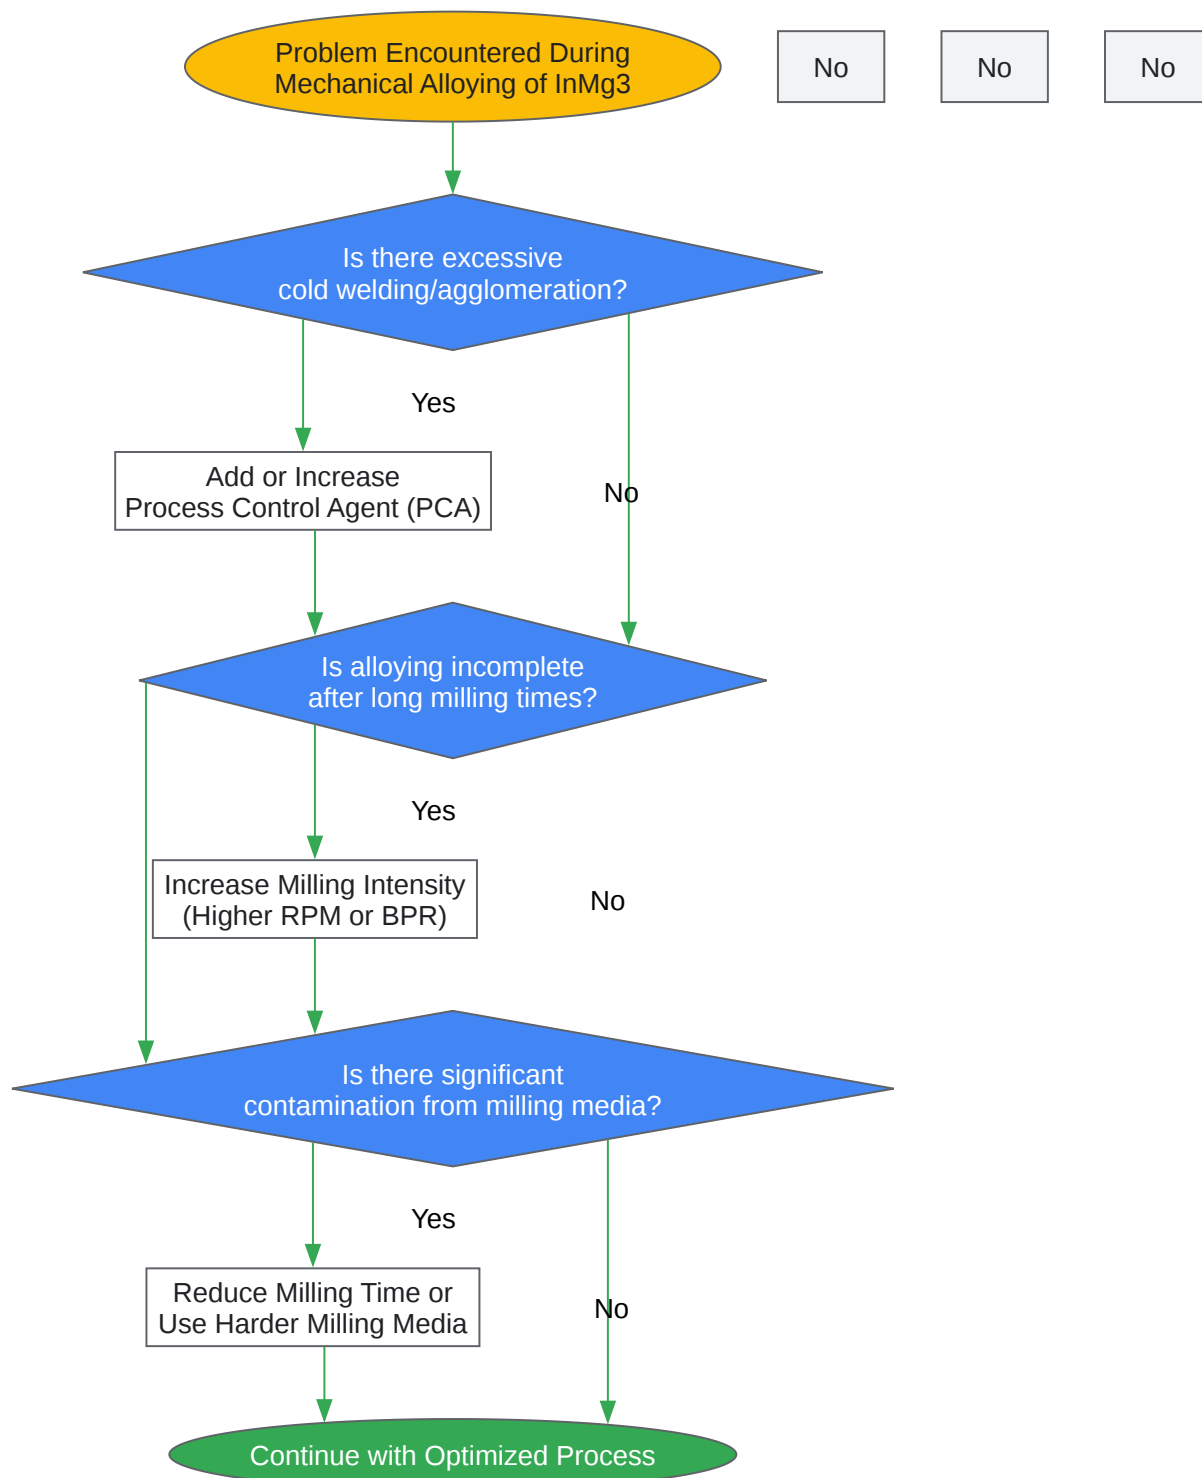 Problem Encountered During
Mechanical Alloying of InMg3
No
No
No
Is there excessive
cold welding/agglomeration?
Yes
Add or Increase
Process Control Agent (PCA)
No
Is alloying incomplete
after long milling times?
Yes
Increase Milling Intensity
(Higher RPM or BPR)
No
Is there significant
contamination from milling media?
Yes
Reduce Milling Time or
Use Harder Milling Media
No
Continue with Optimized Process